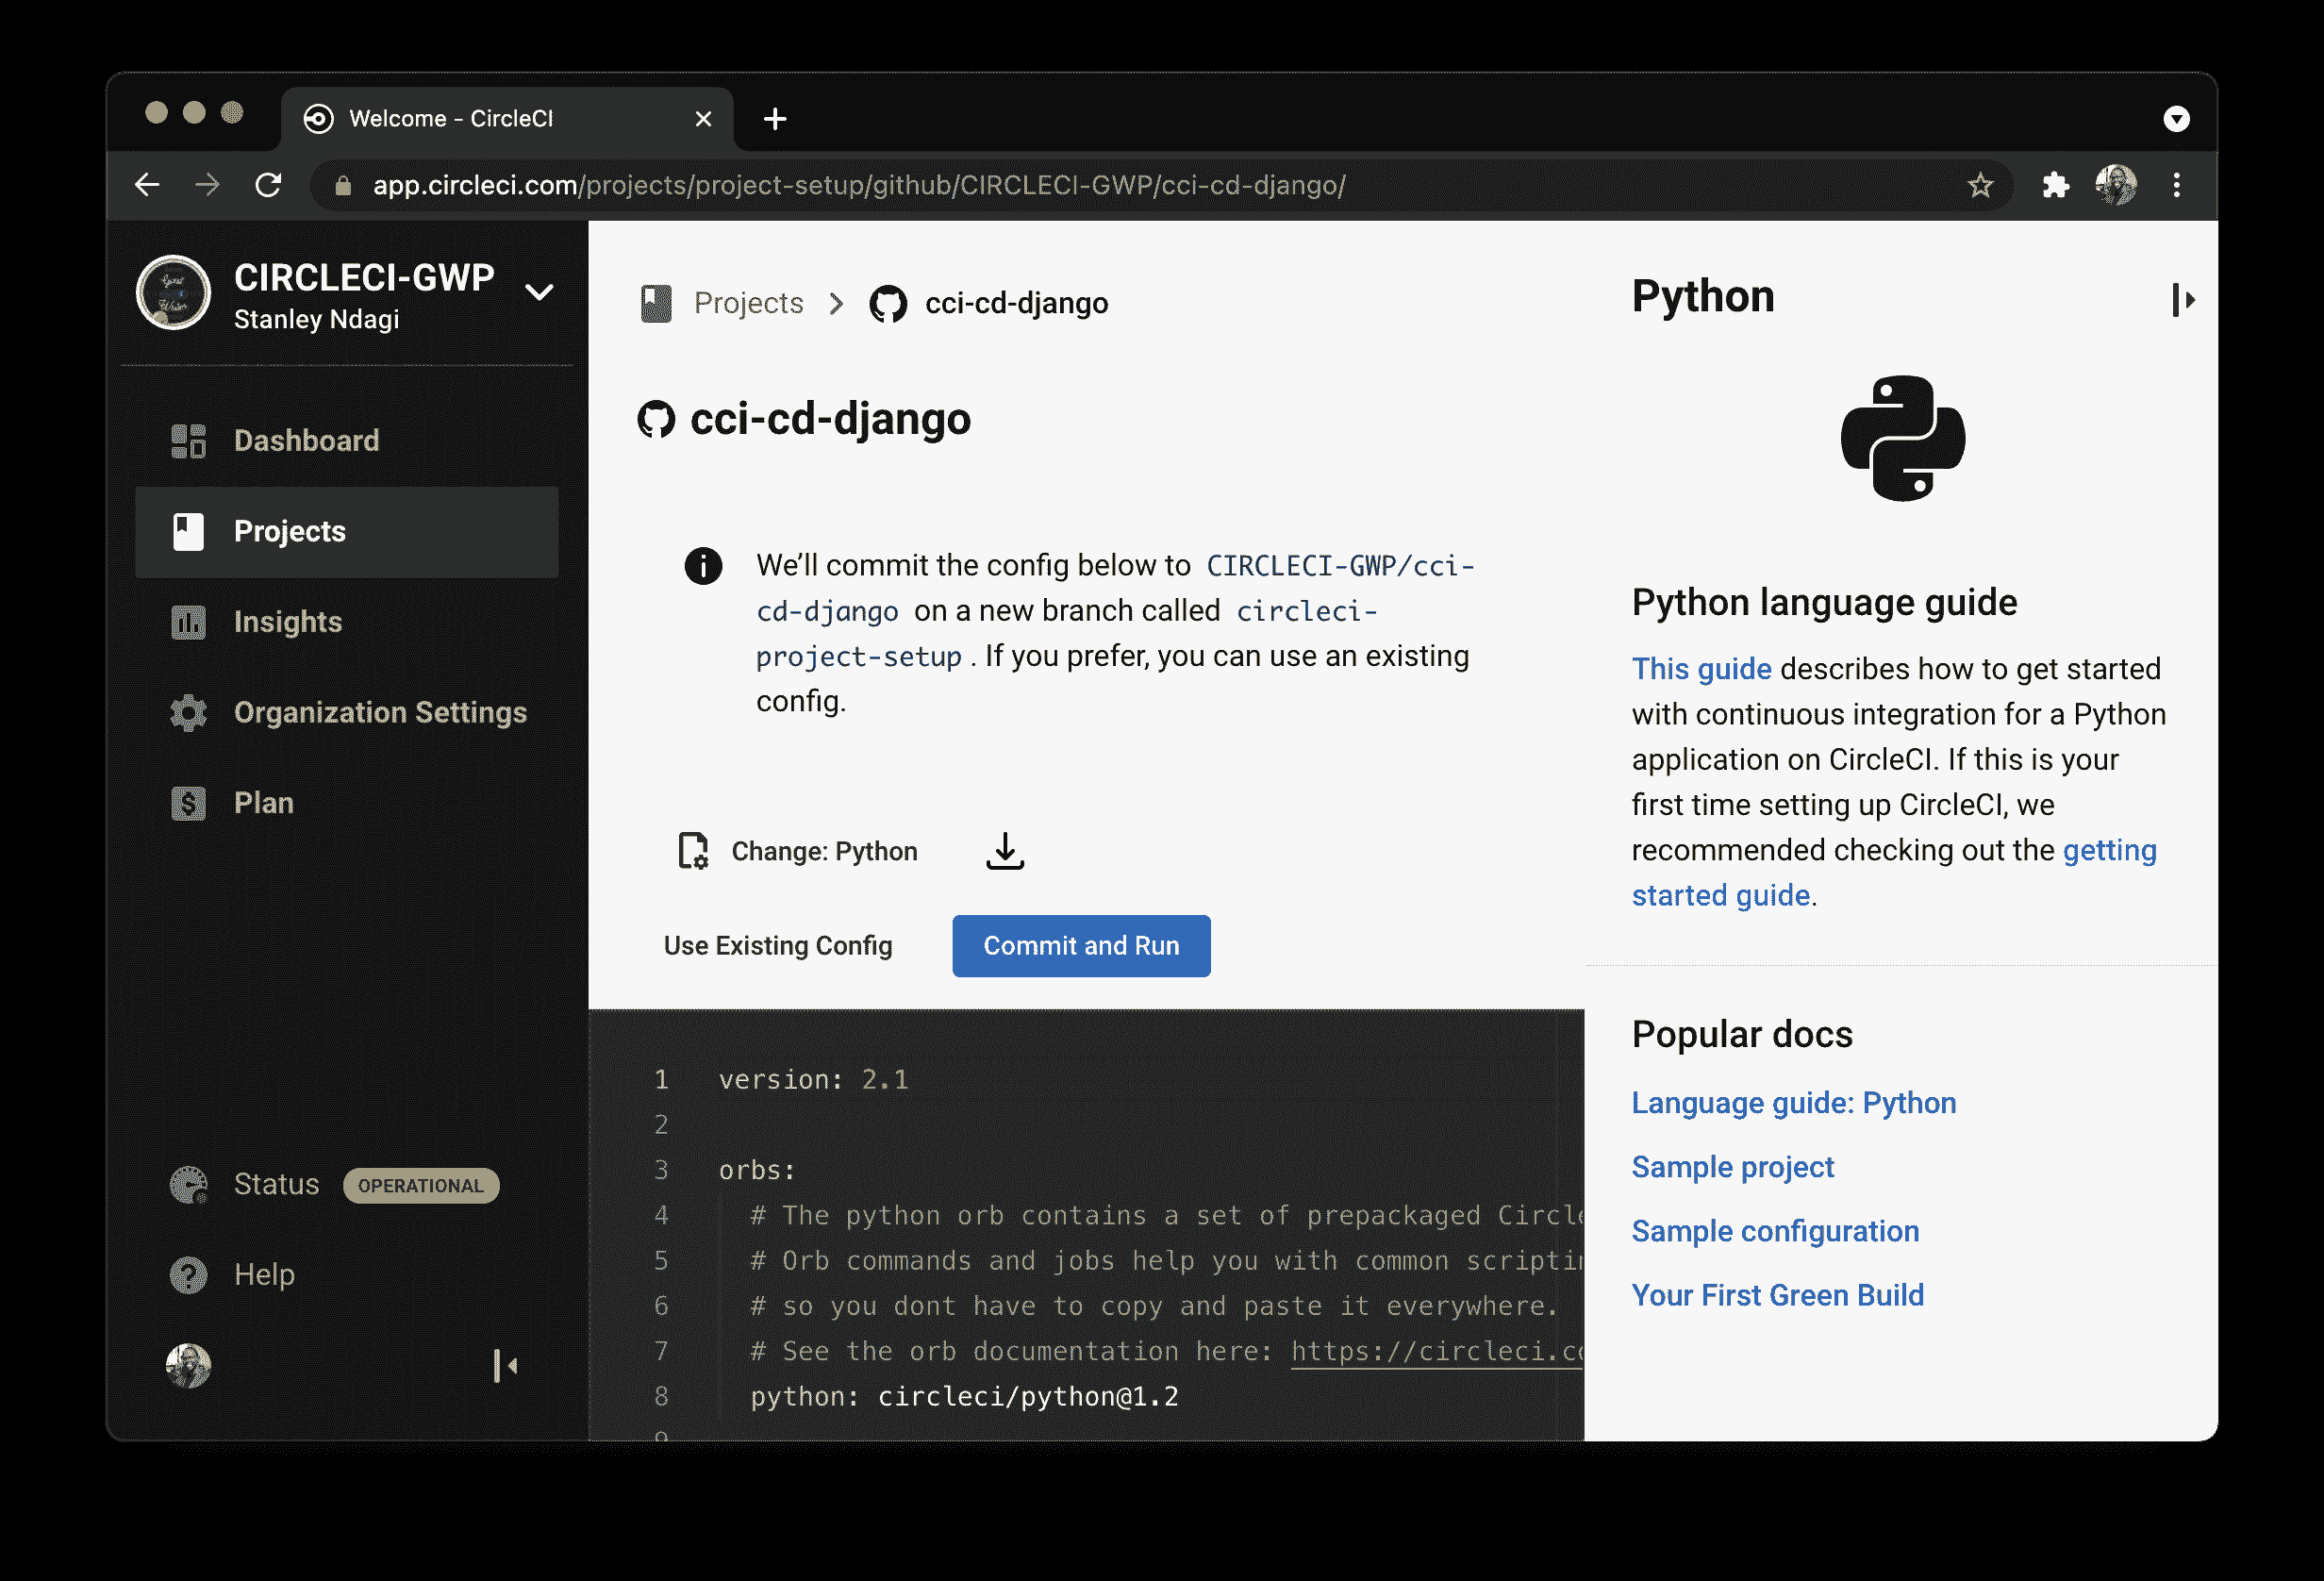 Welcome - CircleCI
app.circleci.com/projects/project-setup/github/CIRCLECI-GWP/cci-cd-django/
CIRCLECI-GWP
Stanley Ndagi
Dashboard
Projects
Insights
Organization Settings
Plan
Status OPERATIONAL
Help
Projects > cci-cd-django
cci-cd-django
We’ll commit the config below to CIRCLECI-GWP/cci-
cd-django on a new branch called circleci-
project-setup . If you prefer, you can use an existing
config.
Change: Python
Use Existing Config
Commit and Run
1 version: 2.1
2
3 orbs:
4 # The python orb contains a set of prepackaged Circle
5 # Orb commands and jobs help you with common scriptin
6 # so you dont have to copy and paste it everywhere.
7 # See the orb documentation here: https://circleci.co
8 python: circleci/python@1.2
9
Python
Python language guide
This guide describes how to get started
with continuous integration for a Python
application on CircleCI. If this is your
first time setting up CircleCI, we
recommended checking out the getting
started guide.
Popular docs
Language guide: Python
Sample project
Sample configuration
Your First Green Build